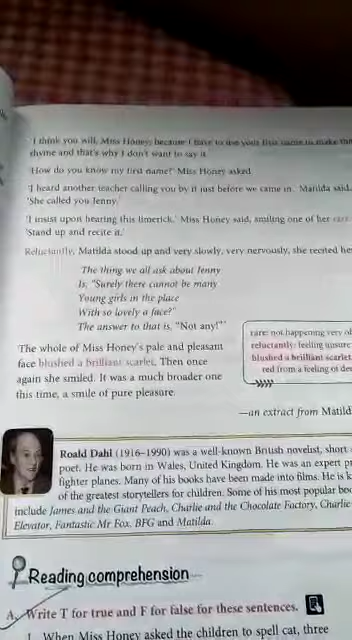 'I think you will, Miss Honey, because I have to use your first name to make the
rhyme and that's why I don't want to say it.'
'How do you know my first name?' Miss Honey asked.
'I heard another teacher calling you by it just before we came in,' Matilda said.
'She called you Jenny.'
'I insist upon hearing this limerick,' Miss Honey said, smiling one of her rare
'Stand up and recite it.'
Reluctantly, Matilda stood up and very slowly, very nervously, she recited her
The thing we all ask about Jenny
Is, "Surely there cannot be many
Young girls in the place
With so lovely a face?"
The answer to that is, "Not any!"'
The whole of Miss Honey's pale and pleasant
face blushed a brilliant scarlet. Then once
again she smiled. It was a much broader one
this time, a smile of pure pleasure.
rare: not happening very
reluctantly: feeling unsure
blushed a brilliant scarlet
red from a feeling of
—an extract from Matild
Roald Dahl (1916–1990) was a well-known British novelist, short
poet. He was born in Wales, United Kingdom. He was an expert
fighter planes. Many of his books have been made into films. He is
of the greatest storytellers for children. Some of his most popular
include James and the Giant Peach, Charlie and the Chocolate Factory, Charlie
Elevator, Fantastic Mr Fox, BFG and Matilda.
Reading comprehension
A. Write T for true and F for false for these sentences.
1. When Miss Honey asked the children to spell cat, three